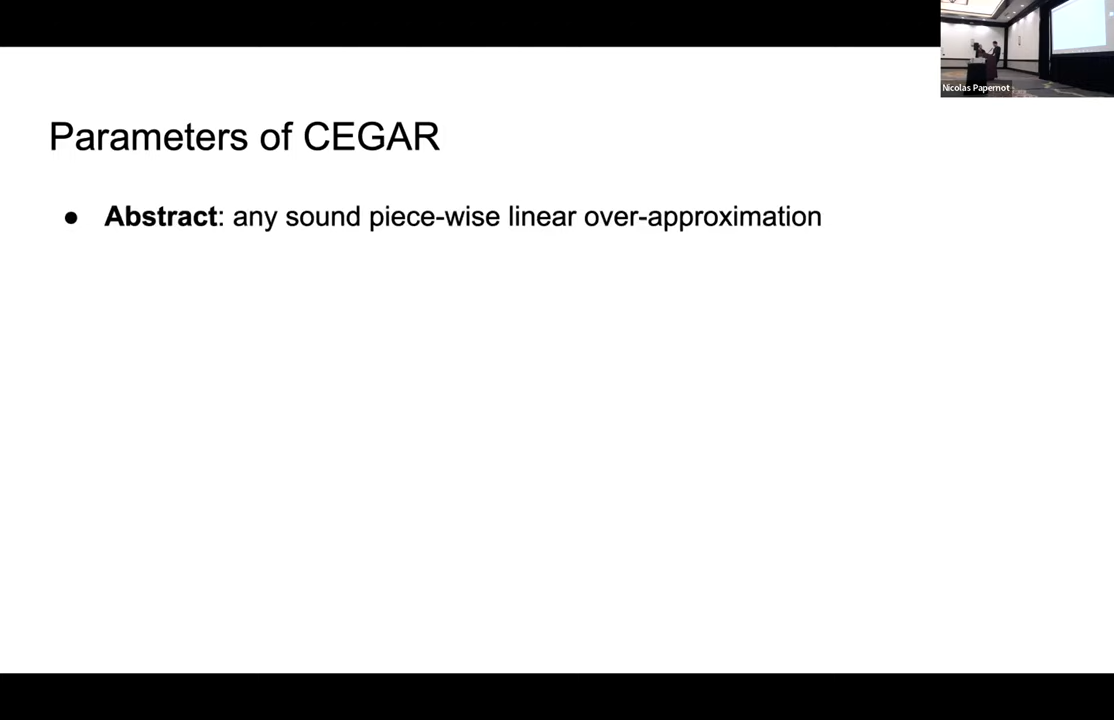 Nicolas Papernot
Parameters of CEGAR
● Abstract: any sound piece-wise linear over-approximation